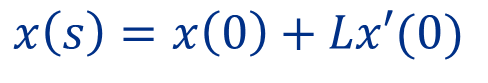 x(s) = x(0) + Lx′(0)